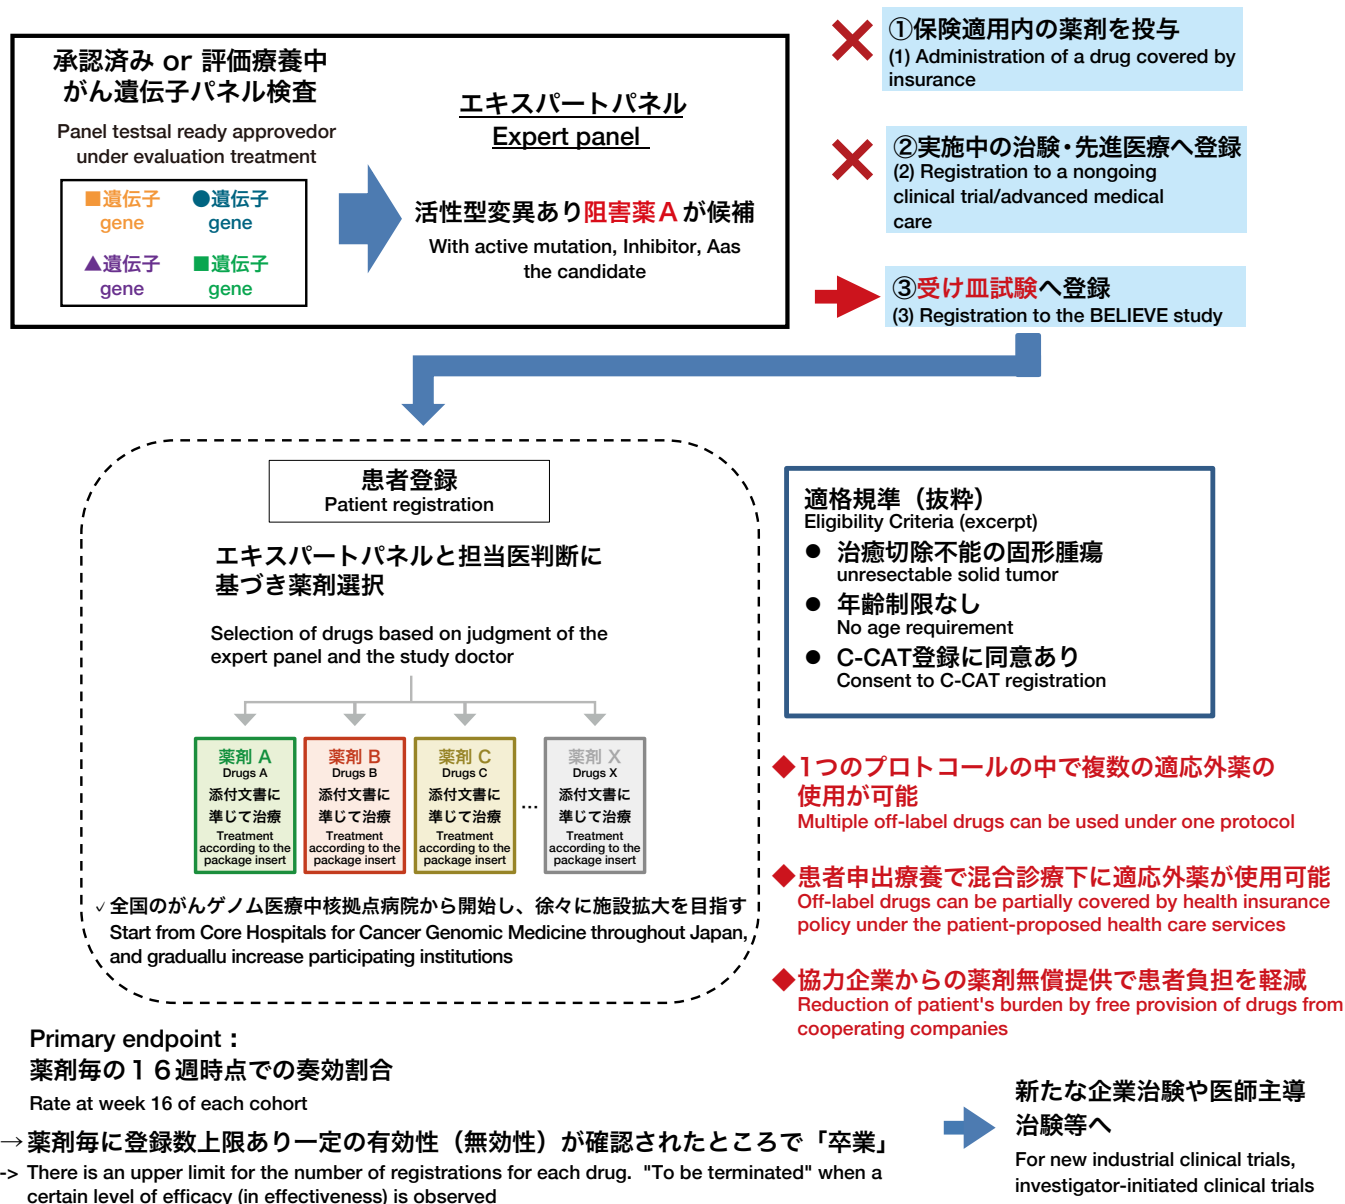 承認済み or 評価療養中
がん遺伝子パネル検査
Panel testsal ready approvedor
under evaluation treatment
■遺伝子
gene
●遺伝子
gene
▲遺伝子
gene
■遺伝子
gene
エキスパートパネル
Expert panel
活性型変異あり阻害薬Aが候補
With active mutation, Inhibitor, Aas
the candidate
①保険適用内の薬剤を投与
(1) Administration of a drug covered by
insurance
②実施中の治験・先進医療へ登録
(2) Registration to a nongoing
clinical trial/advanced medical
care
③受け皿試験へ登録
(3) Registration to the BELIEVE study
患者登録
Patient registration
エキスパートパネルと担当医判断に
基づき薬剤選択
Selection of drugs based on judgment of the
expert panel and the study doctor
薬剤 A
Drugs A
添付文書に
準じて治療
Treatment
according to the
package insert
薬剤 B
Drugs B
添付文書に
準じて治療
Treatment
according to the
package insert
薬剤 C
Drugs C
添付文書に
準じて治療
Treatment
according to the
package insert
…
薬剤 X
Drugs X
添付文書に
準じて治療
Treatment
according to the
package insert
✓全国のがんゲノム医療中核拠点病院から開始し、徐々に施設拡大を目指す
Start from Core Hospitals for Cancer Genomic Medicine throughout Japan,
and graduallu increase participating institutions
適格規準（抜粋）
Eligibility Criteria (excerpt)
● 治癒切除不能の固形腫瘍
unresectable solid tumor
● 年齢制限なし
No age requirement
● C-CAT登録に同意あり
Consent to C-CAT registration
◆1つのプロトコールの中で複数の適応外薬の
使用が可能
Multiple off-label drugs can be used under one protocol
◆患者申出療養で混合診療下に適応外薬が使用可能
Off-label drugs can be partially covered by health insurance
policy under the patient-proposed health care services
◆協力企業からの薬剤無償提供で患者負担を軽減
Reduction of patient's burden by free provision of drugs from
cooperating companies
Primary endpoint：
薬剤毎の１６週時点での奏効割合
Rate at week 16 of each cohort
→薬剤毎に登録数上限あり一定の有効性（無効性）が確認されたところで「卒業」
-> There is an upper limit for the number of registrations for each drug. "To be terminated" when a
certain level of efficacy (in effectiveness) is observed
新たな企業治験や医師主導
治験等へ
For new industrial clinical trials,
investigator-initiated clinical trials